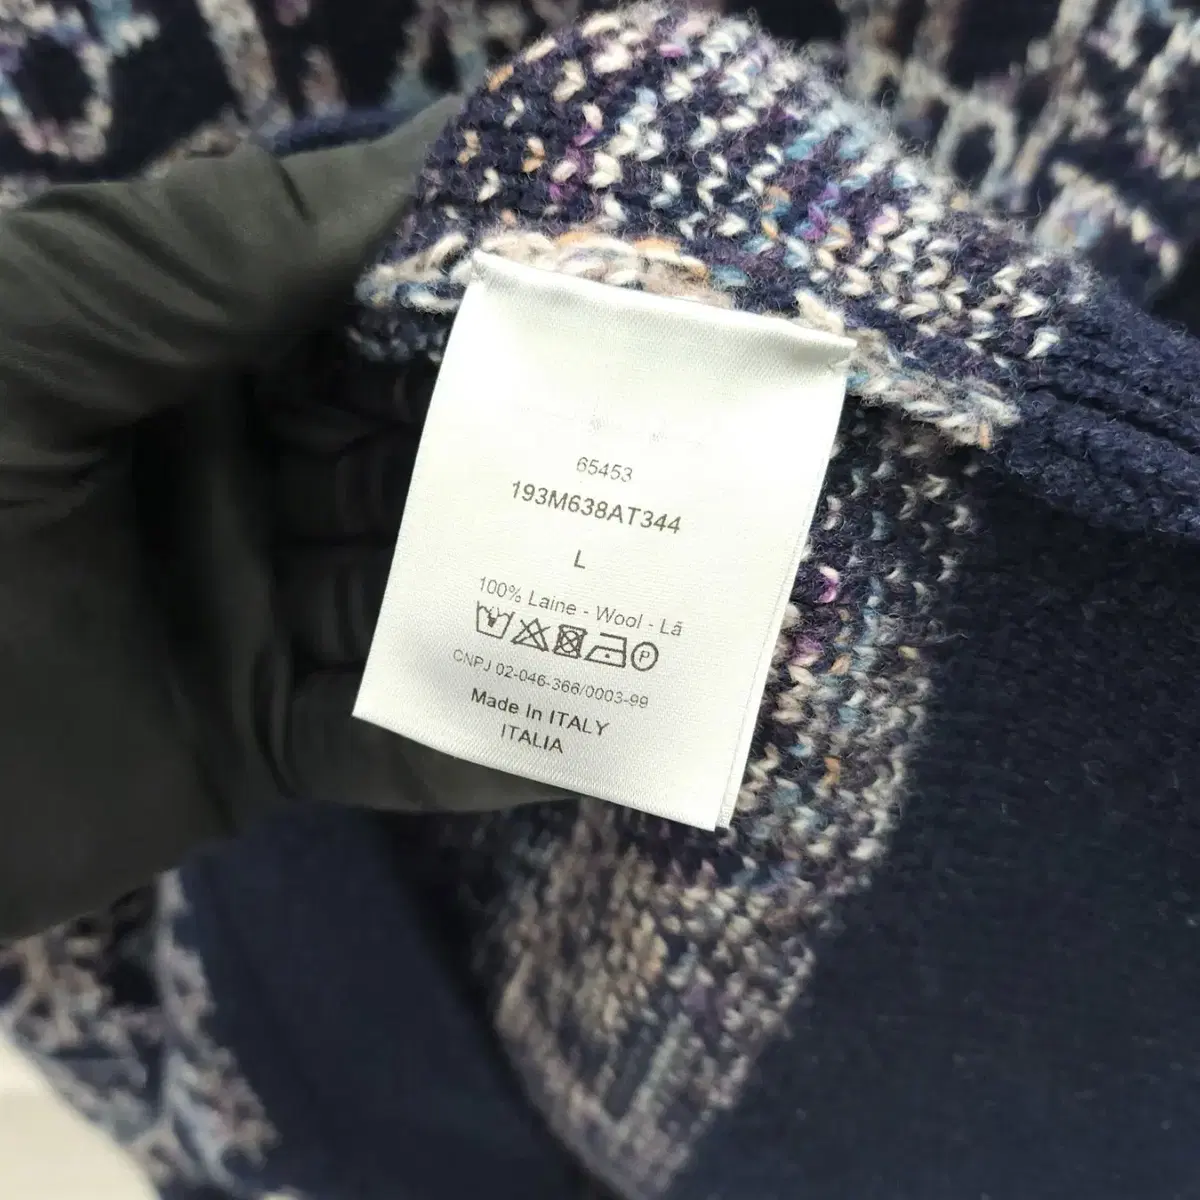 65453
193M638AT344
L
100% Laine - Wool - Lã
P
CNPJ 02-046-366/0003-99
Made In ITALY
ITALIA